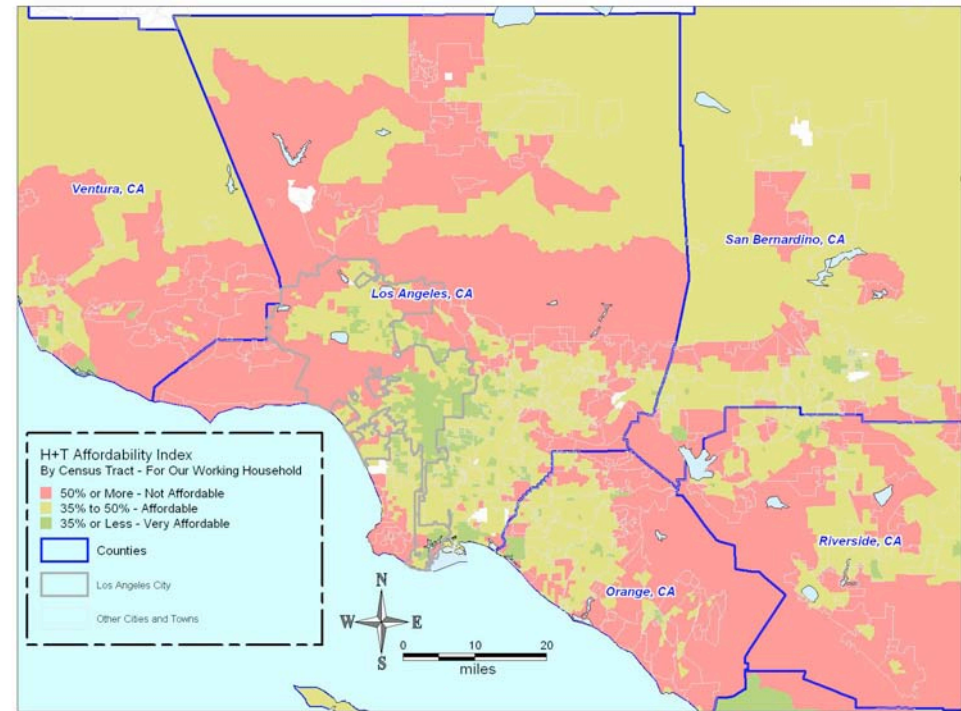 Ventura, CA
San Bernardino, CA
Los Angeles, CA
H+T Affordability Index
By Census Tract - For Our Working Household
50% or More - Not Affordable
35% to 50% - Affordable
35% or Less - Very Affordable
Counties
Los Angeles City
Other Cities and Towns
Riverside, CA
Orange, CA
N
W E
S
10 0 10 20
miles